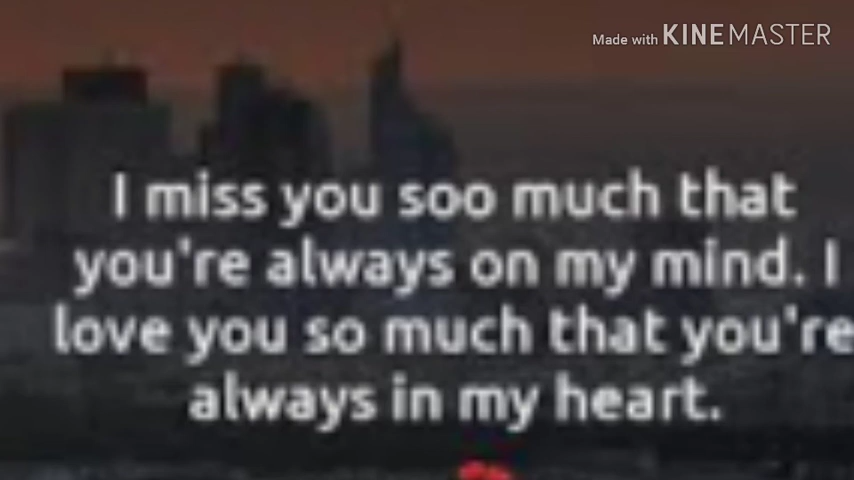 Made with KINEMASTER
I miss you soo much that
you're always on my mind. I
love you so much that you're
always in my heart.